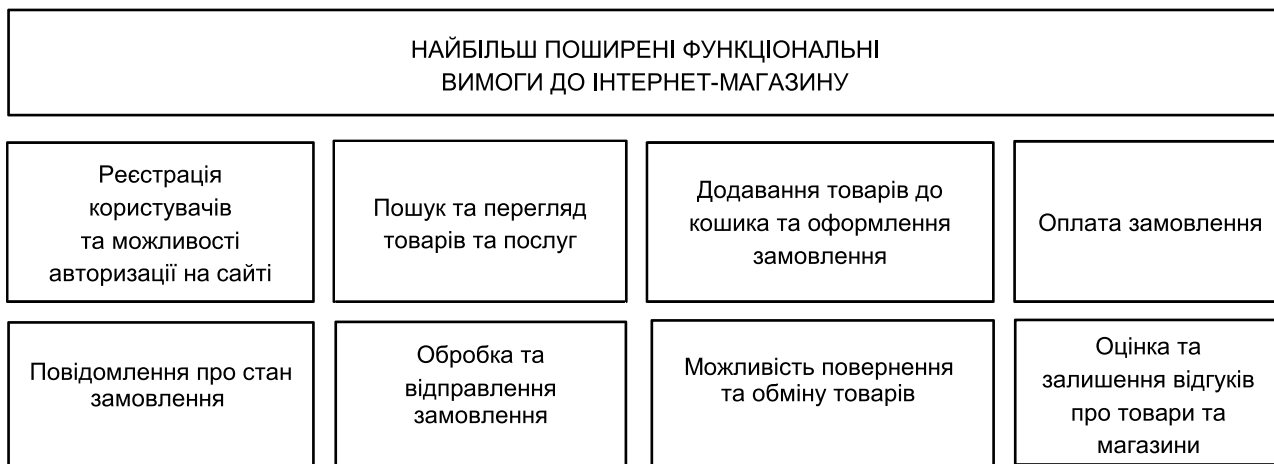 НАЙБІЛЬШ ПОШИРЕНІ ФУНКЦІОНАЛЬНІ
ВИМОГИ ДО ІНТЕРНЕТ-МАГАЗИНУ
Реєстрація
користувачів
та можливості
авторизації на сайті
Пошук та перегляд
товарів та послуг
Додавання товарів до
кошика та оформлення
замовлення
Оплата замовлення
Повідомлення про стан
замовлення
Обробка та
відправлення
замовлення
Можливість повернення
та обміну товарів
Оцінка та
залишення відгуків
про товари та
магазини